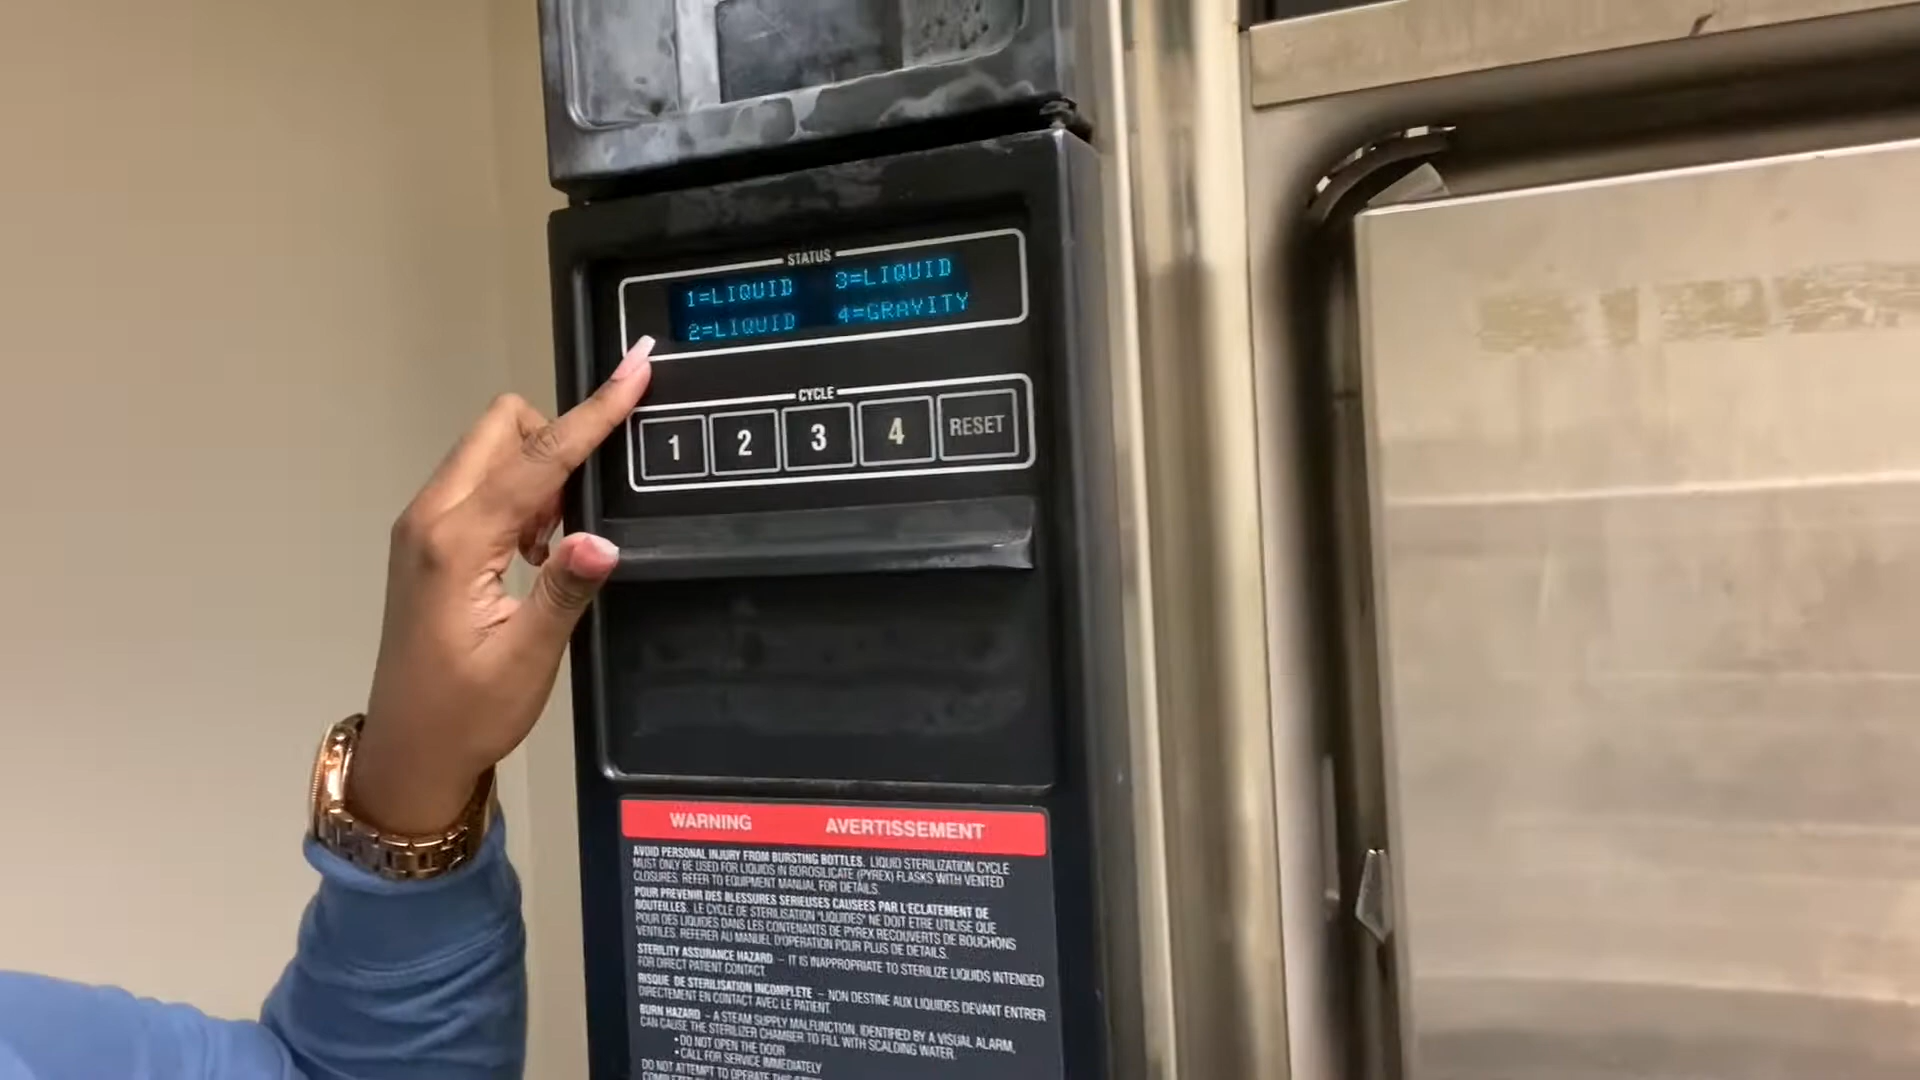 STATUS
1=LIQUID 3=LIQUID
2=LIQUID 4=GRAVITY
CYCLE
1 2 3 4 RESET
WARNING AVERTISSEMENT
AVOID PERSONAL INJURY FROM BURSTING BOTTLES. LIQUID STERILIZATION CYCLE
MUST ONLY BE USED FOR LIQUIDS IN BOROSILICATE (PYREX) FLASKS WITH VENTED
CLOSURES. REFER TO EQUIPMENT MANUAL FOR DETAILS.
POUR PREVENIR DES BLESSURES SERIEUSES CAUSEES PAR L'ECLATEMENT DE
BOUTEILLES. LE CYCLE DE STERILISATION "LIQUIDES" NE DOIT ETRE UTILISE QUE
POUR DES LIQUIDES DANS LES CONTENANTS DE PYREX RECOUVERTS DE BOUCHONS
VENTILES. REFERER AU MANUEL D'OPERATION POUR PLUS DE DETAILS.
STERILITY ASSURANCE HAZARD – IT IS INAPPROPRIATE TO STERILIZE LIQUIDS INTENDED
FOR DIRECT PATIENT CONTACT.
RISQUE DE STERILISATION INCOMPLETE – NON DESTINE AUX LIQUIDES DEVANT ENTRER
DIRECTEMENT EN CONTACT AVEC LE PATIENT.
BURN HAZARD – A STEAM SUPPLY MALFUNCTION, IDENTIFIED BY A VISUAL ALARM,
CAN CAUSE THE STERILIZER CHAMBER TO FILL WITH SCALDING WATER.
• DO NOT OPEN THE DOOR
• CALL FOR SERVICE IMMEDIATELY
DO NOT ATTEMPT TO OPERATE THIS